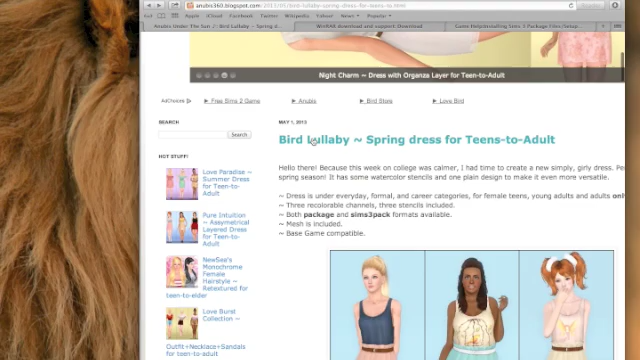 anubis360.blogspot.com/2013/05/bird-lullaby-spring-dress-for-teens-to.html
Apple iCloud Facebook Twitter Wikipedia Yahoo! News Popular
Anubis Under The Sun /: Bird Lullaby ~ Spring d...
WinRAR download and support: Download
Game Help:Installing Sims 3 Package Files/Setup...
Night Charm ~ Dress with Organza Layer for Teen-to-Adult
AdChoices ► Free Sims 2 Game ► Anubis ► Bird Stars ► Love Bird
SEARCH
Search
HOT STUFF!
Love Paradise ~
Summer
Dress for
Teen-to-
Adult
Pure Intuition
~
Assymetrical
Layered
Dress for
Teen-to-
Adult
NewSea's
Monochrome
Female
Hairstyle ~
Retextured for
teen-to-elder
Love Burst
Collection ~
Outfit+Necklace+Sandals
for teen-to-adult
MAY 1, 2013
Bird Lullaby ~ Spring dress for Teens-to-Adult
Hello there! Because this week on college was calmer, I had time to create a new simply, girly dress. Pe
spring season! It has some watercolor stencils and one plain design to make it even more versatile.
~ Dress is under everyday, formal, and career categories, for female teens, young adults and adults onl
~ Three recolorable channels, three stencils included.
~ Both package and sims3pack formats available.
~ Mesh is included.
~ Base Game compatible.